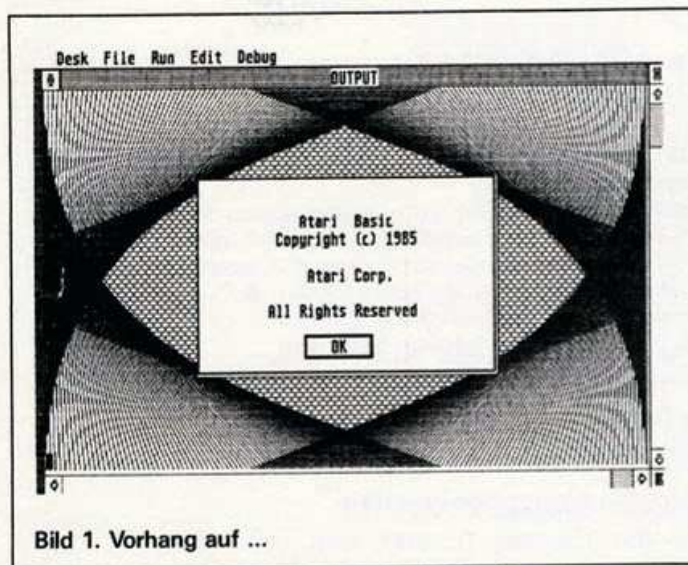 Desk File Run Edit Debug
OUTPUT
Atari Basic
Copyright (c) 1985
Atari Corp.
All Rights Reserved
OK
Bild 1. Vorhang auf ...